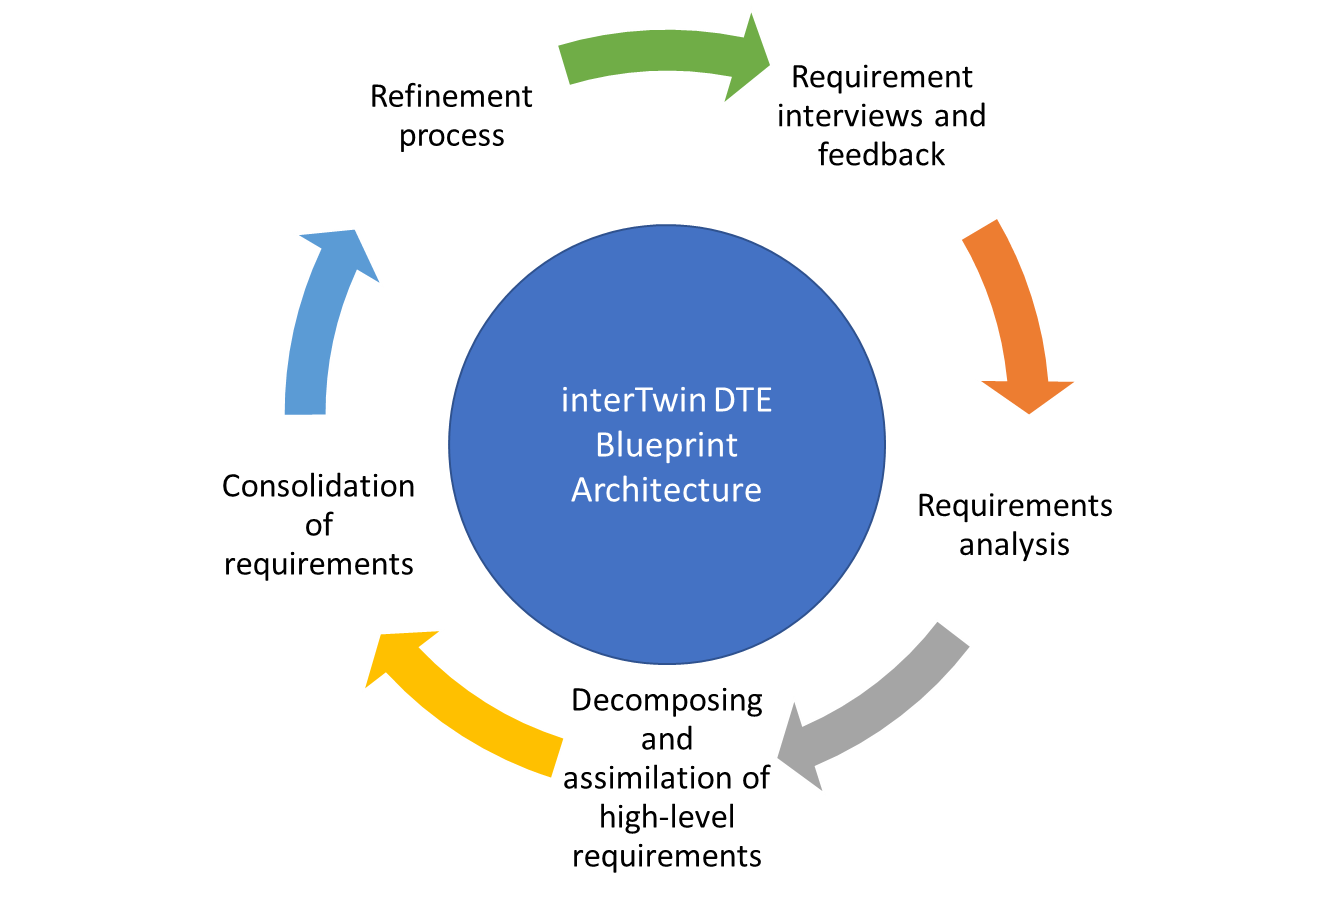 Refinement
process
Requirement
interviews and
feedback
interTwin DTE
Blueprint
Architecture
Consolidation
of
requirements
Requirements
analysis
Decomposing
and
assimilation of
high-level
requirements